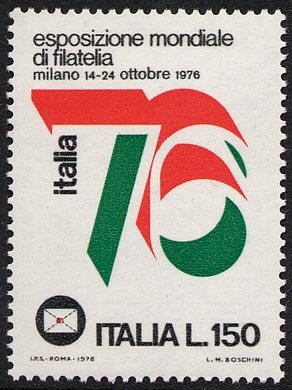 esposizione mondiale
di filatelia
milano 14-24 ottobre 1976
italia
76
ITALIA L.150
I.P.S.-ROMA-1976
L. M. BOSCHINI